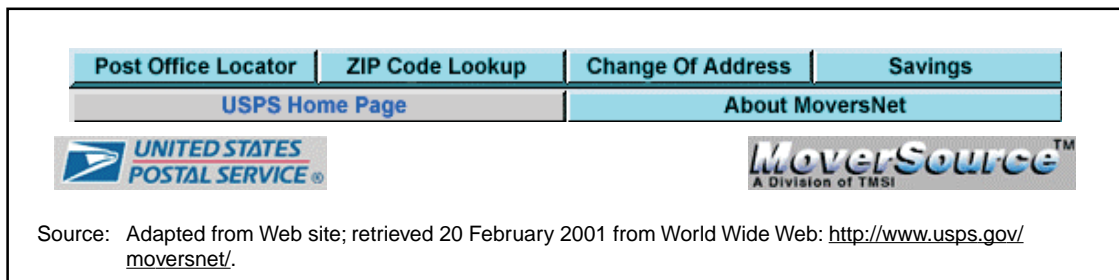 Post Office Locator ZIP Code Lookup Change Of Address Savings
USPS Home Page About MoversNet
UNITED STATES
POSTAL SERVICE ®
MoverSource™
A Division of TMSI
Source: Adapted from Web site; retrieved 20 February 2001 from World Wide Web: http://www.usps.gov/
moversnet/.